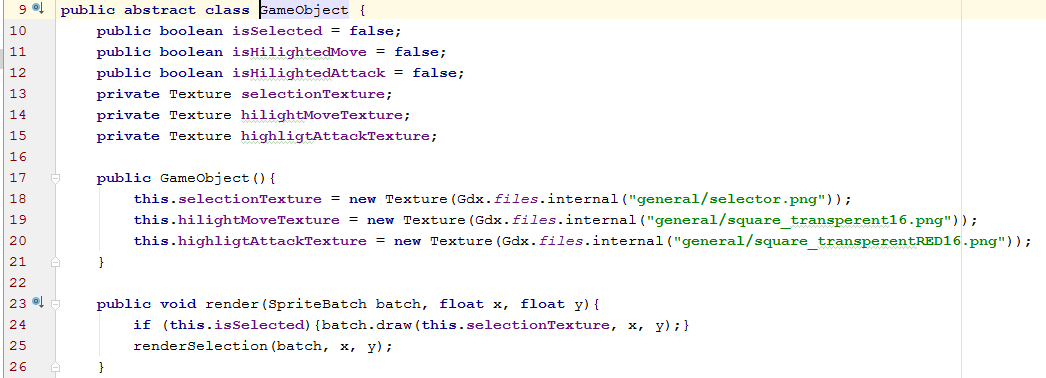 9 public abstract class GameObject {
10 public boolean isSelected = false;
11 public boolean isHilightedMove = false;
12 public boolean isHilightedAttack = false;
13 private Texture selectionTexture;
14 private Texture hilightMoveTexture;
15 private Texture highligtAttackTexture;
16
17 public GameObject(){
18 this.selectionTexture = new Texture(Gdx.files.internal("general/selector.png"));
19 this.hilightMoveTexture = new Texture(Gdx.files.internal("general/square_transperent16.png"));
20 this.highligtAttackTexture = new Texture(Gdx.files.internal("general/square_transperentRED16.png"));
21 }
22
23 public void render(SpriteBatch batch, float x, float y){
24 if (this.isSelected){batch.draw(this.selectionTexture, x, y);}
25 renderSelection(batch, x, y);
26 }